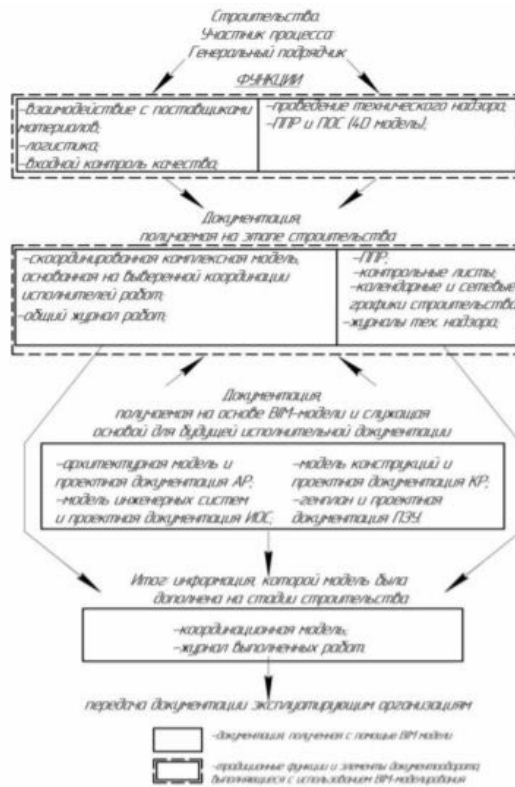 Строительства
Участник процесса:
Генеральный подрядчик
ФУНКЦИИ
-взаимодействие с поставщиками
материалов;
-логистика;
-входной контроль качества;
-проведение технического надзора;
-ППР и ПОС (4D модель);
Документация,
получаемая на этапе строительства
-скоординированная комплексная модель,
основанная на выверенной координации
исполнителей работ;
-общий журнал работ;
-ППР;
-контрольные листы;
-календарные и сетевые
графики строительства;
-журналы тех. надзора;
Документация,
получаемая на основе BIM-модели и служащая
основой для будущей исполнительной документации
-архитектурная модель и
проектная документация АР;
-модель инженерных систем
и проектная документация ИОС;
-модель конструкций и
проектная документация КР;
-генплан и проектная
документация ПЗУ.
Итог: информация, которой модель была
дополнена на стадии строительства
-координационная модель;
-журнал выполненных работ.
передача документации эксплуатирующим организациям
-документация, полученная с помощью BIM модели
-традиционные функции и элементы документооборота,
выполняющиеся с использованием BIM-моделирования